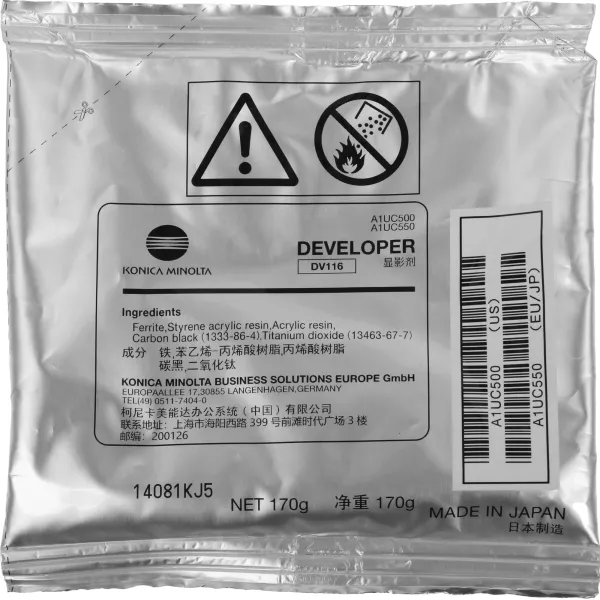 A1UC500
A1UC550
KONICA MINOLTA
DEVELOPER
DV116
显影剂
Ingredients
Ferrite,Styrene acrylic resin,Acrylic resin,
Carbon black (1333-86-4),Titanium dioxide (13463-67-7)
成分 铁,苯乙烯-丙烯酸树脂,丙烯酸树脂
碳黑,二氧化钛
KONICA MINOLTA BUSINESS SOLUTIONS EUROPE GmbH
EUROPAALLEE 17,30855 LANGENHAGEN,GERMANY
TEL(49) 0511-7404-0
柯尼卡美能达办公系统（中国）有限公司
联系地址：上海市海阳西路 399 号前滩时代广场 3 楼
邮编：200126
A1UC500 (US)
A1UC550 (EU/JP)
14081KJ5
NET 170g 净重 170g
MADE IN JAPAN
日本制造